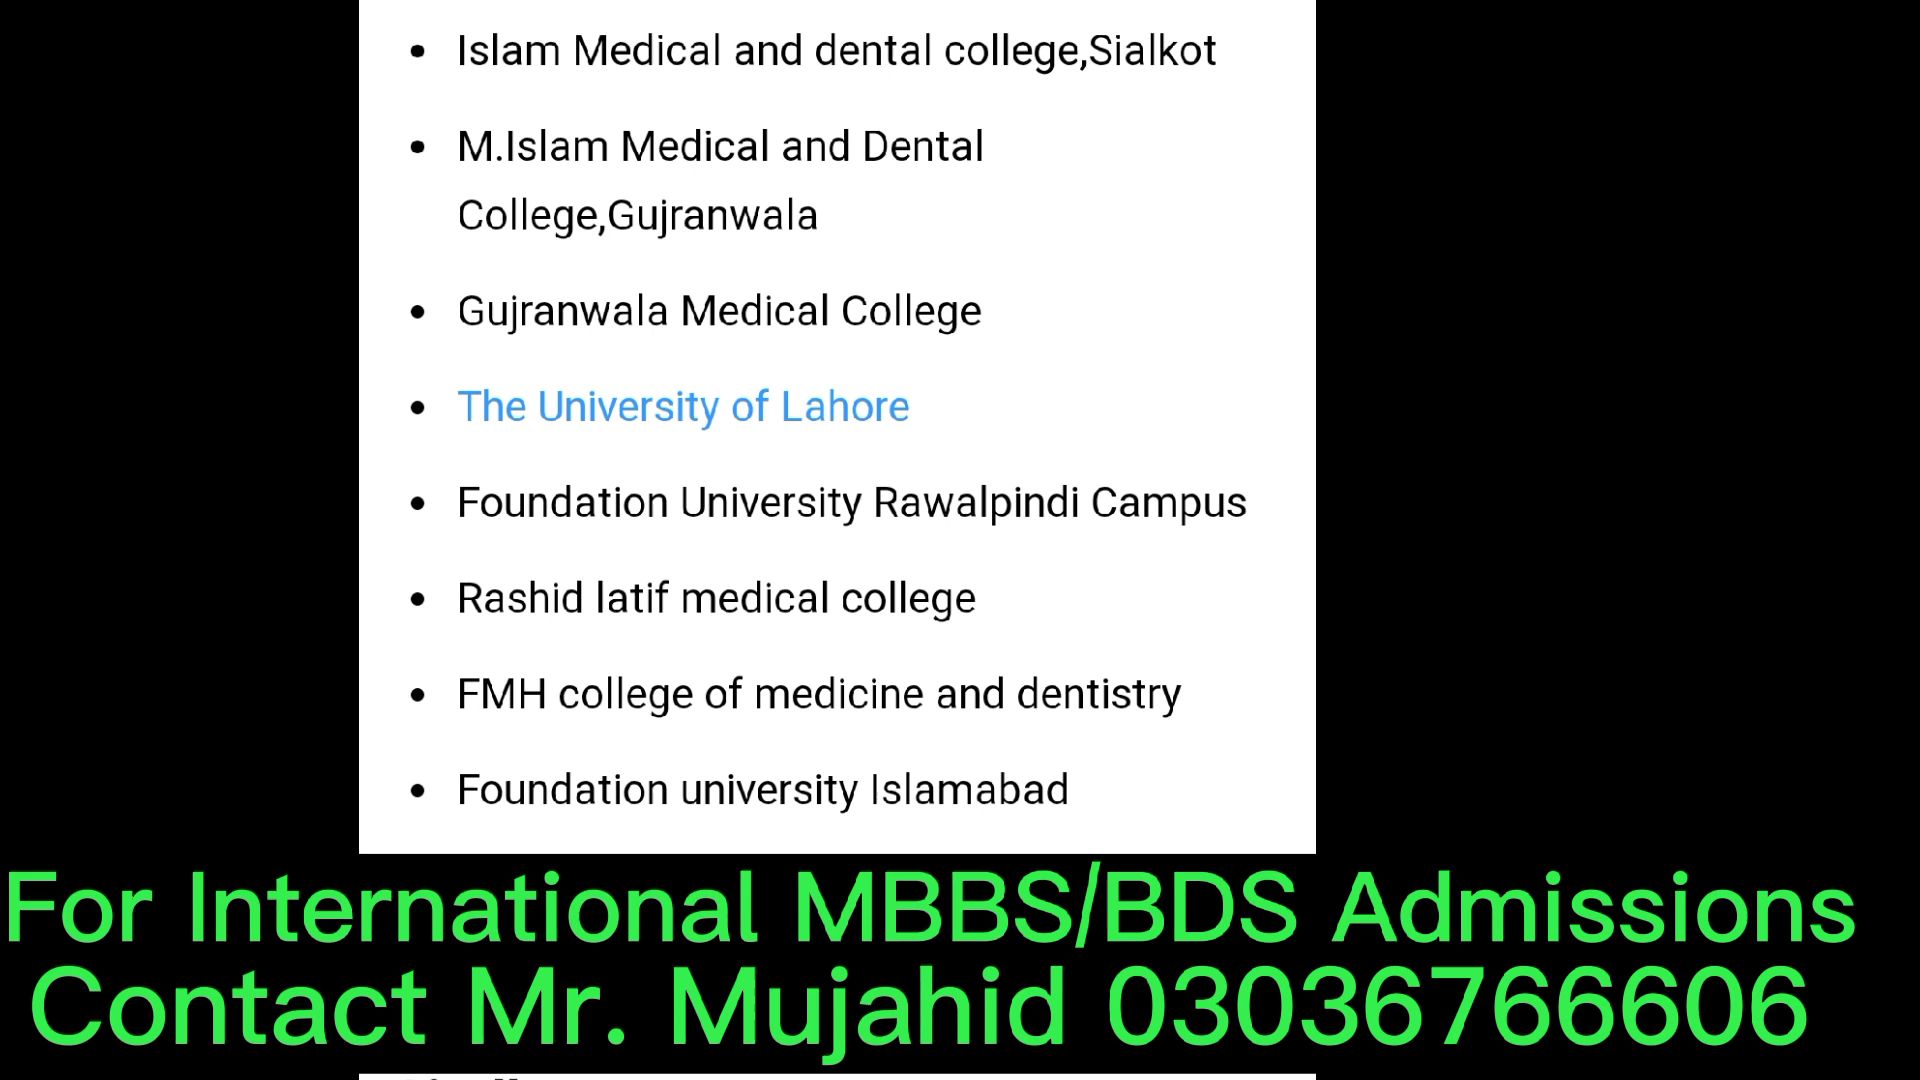 • Islam Medical and dental college,Sialkot
• M.Islam Medical and Dental
College,Gujranwala
• Gujranwala Medical College
• The University of Lahore
• Foundation University Rawalpindi Campus
• Rashid latif medical college
• FMH college of medicine and dentistry
• Foundation university Islamabad
For International MBBS/BDS Admissions
Contact Mr. Mujahid 03036766606